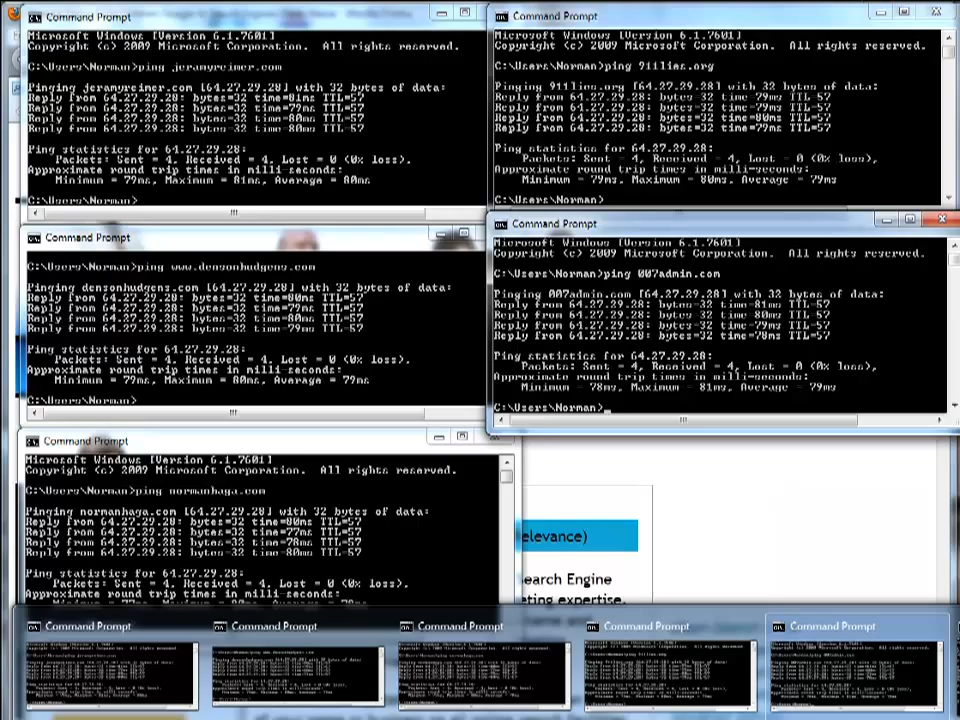 Command Prompt
Microsoft Windows [Version 6.1.7601]
Copyright (c) 2009 Microsoft Corporation.  All rights reserved.
C:\Users\Norman>ping jeramyreimer.com
Pinging jeramyreimer.com [64.27.29.28] with 32 bytes of data:
Reply from 64.27.29.28: bytes=32 time=81ms TTL=57
Reply from 64.27.29.28: bytes=32 time=79ms TTL=57
Reply from 64.27.29.28: bytes=32 time=80ms TTL=57
Reply from 64.27.29.28: bytes=32 time=80ms TTL=57
Ping statistics for 64.27.29.28:
Packets: Sent = 4, Received = 4, Lost = 0 (0% loss),
Approximate round trip times in milli-seconds:
Minimum = 79ms, Maximum = 81ms, Average = 80ms
C:\Users\Norman>
Command Prompt
Microsoft Windows [Version 6.1.7601]
Copyright (c) 2009 Microsoft Corporation.  All rights reserved.
C:\Users\Norman>ping 911lies.org
Pinging 911lies.org [64.27.29.28] with 32 bytes of data:
Reply from 64.27.29.28: bytes=32 time=79ms TTL=57
Reply from 64.27.29.28: bytes=32 time=79ms TTL=57
Reply from 64.27.29.28: bytes=32 time=80ms TTL=57
Reply from 64.27.29.28: bytes=32 time=79ms TTL=57
Ping statistics for 64.27.29.28:
Packets: Sent = 4, Received = 4, Lost = 0 (0% loss),
Approximate round trip times in milli-seconds:
Minimum = 79ms, Maximum = 80ms, Average = 79ms
C:\Users\Norman>
Command Prompt
C:\Users\Norman>ping www.densonhudgens.com
Pinging densonhudgens.com [64.27.29.28] with 32 bytes of data:
Reply from 64.27.29.28: bytes=32 time=80ms TTL=57
Reply from 64.27.29.28: bytes=32 time=79ms TTL=57
Reply from 64.27.29.28: bytes=32 time=80ms TTL=57
Reply from 64.27.29.28: bytes=32 time=79ms TTL=57
Ping statistics for 64.27.29.28:
Packets: Sent = 4, Received = 4, Lost = 0 (0% loss),
Approximate round trip times in milli-seconds:
Minimum = 79ms, Maximum = 80ms, Average = 79ms
C:\Users\Norman>
Command Prompt
Microsoft Windows [Version 6.1.7601]
Copyright (c) 2009 Microsoft Corporation.  All rights reserved.
C:\Users\Norman>ping 007admin.com
Pinging 007admin.com [64.27.29.28] with 32 bytes of data:
Reply from 64.27.29.28: bytes=32 time=81ms TTL=57
Reply from 64.27.29.28: bytes=32 time=80ms TTL=57
Reply from 64.27.29.28: bytes=32 time=79ms TTL=57
Reply from 64.27.29.28: bytes=32 time=78ms TTL=57
Ping statistics for 64.27.29.28:
Packets: Sent = 4, Received = 4, Lost = 0 (0% loss),
Approximate round trip times in milli-seconds:
Minimum = 78ms, Maximum = 81ms, Average = 79ms
C:\Users\Norman>_
Command Prompt
Microsoft Windows [Version 6.1.7601]
Copyright (c) 2009 Microsoft Corporation.  All rights reserved.
C:\Users\Norman>ping normanhaga.com
Pinging normanhaga.com [64.27.29.28] with 32 bytes of data:
Reply from 64.27.29.28: bytes=32 time=80ms TTL=57
Reply from 64.27.29.28: bytes=32 time=77ms TTL=57
Reply from 64.27.29.28: bytes=32 time=78ms TTL=57
Reply from 64.27.29.28: bytes=32 time=80ms TTL=57
Ping statistics for 64.27.29.28:
Packets: Sent = 4, Received = 4, Lost = 0 (0% loss),
Approximate round trip times in milli-seconds:
elevance)
earch Engine
eting expertise.
Command Prompt
Command Prompt
Command Prompt
Command Prompt
Command Prompt